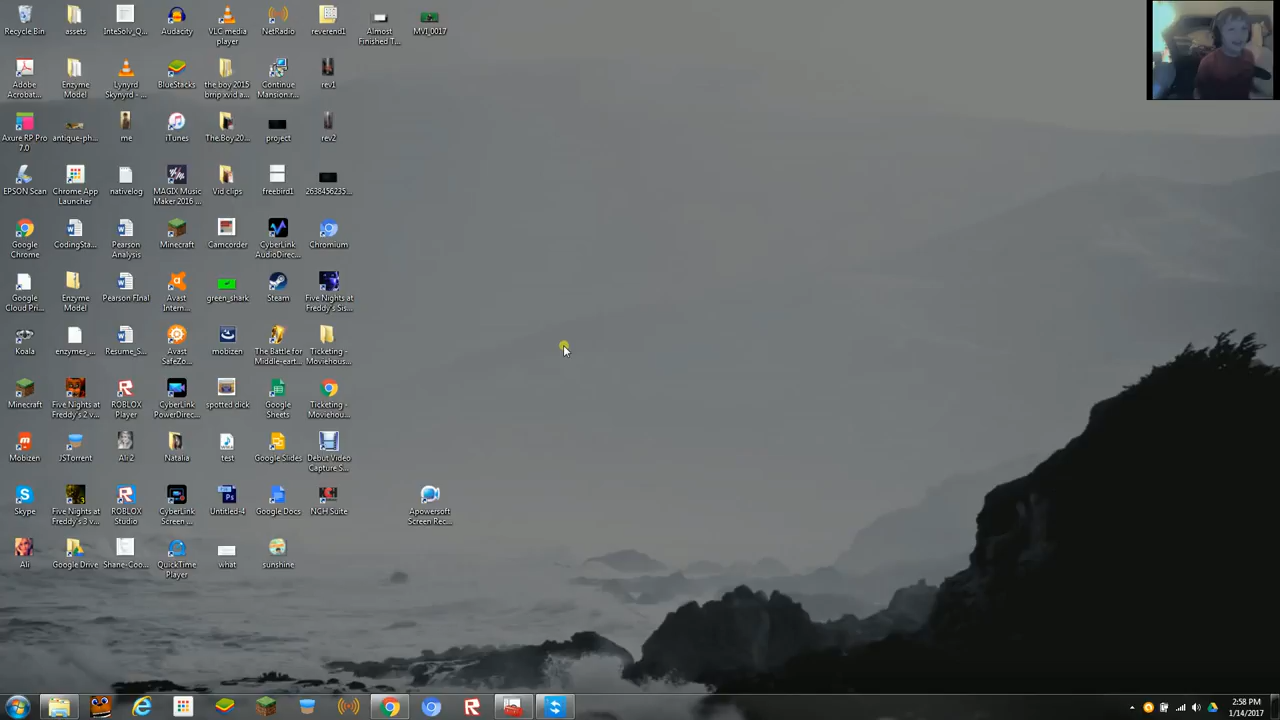 Recycle Bin
assets
InteSolv_Q...
Audacity
VLC media
player
NetRadio
reverend1
Almost
Finished T...
MVI_0017
Adobe
Acrobat...
Enzyme
Model
Lynyrd
Skynyrd - ...
BlueStacks
the boy 2015
brrip xvid a...
Continue
Mansion.r...
rev1
Axure RP Pro
7.0
antique-ph...
me
iTunes
The.Boy.20...
project
rev2
EPSON Scan
Chrome App
Launcher
nativelog
MAGIX Music
Maker 2016 ...
Vid clips
freebird1
2638456235...
Google
Chrome
CodingSta...
Pearson
Analysis
Minecraft
Camcorder
CyberLink
AudioDirec...
Chromium
Google
Cloud Pri...
Enzyme
Model
Pearson FInal
Avast
Intern...
green_shark
Steam
Five Nights at
Freddy's Sis...
Koala
enzymes_...
Resume_S...
Avast
SafeZo...
mobizen
The Battle for
Middle-eart...
Ticketing -
Moviehous...
Minecraft
Five Nights at
Freddy's 2 v...
ROBLOX
Player
CyberLink
PowerDirec...
spotted dick
Google
Sheets
Ticketing -
Moviehou...
Mobizen
JSTorrent
Ali 2
Natalia
test
Google Slides
Debut Video
Capture S...
Skype
Five Nights at
Freddy's 3 v...
ROBLOX
Studio
CyberLink
Screen ...
Untitled-4
Google Docs
NCH Suite
Apowersoft
Screen Rec...
Ali
Google Drive
Shane-Coo...
QuickTime
Player
what
sunshine
2:58 PM
1/14/2017